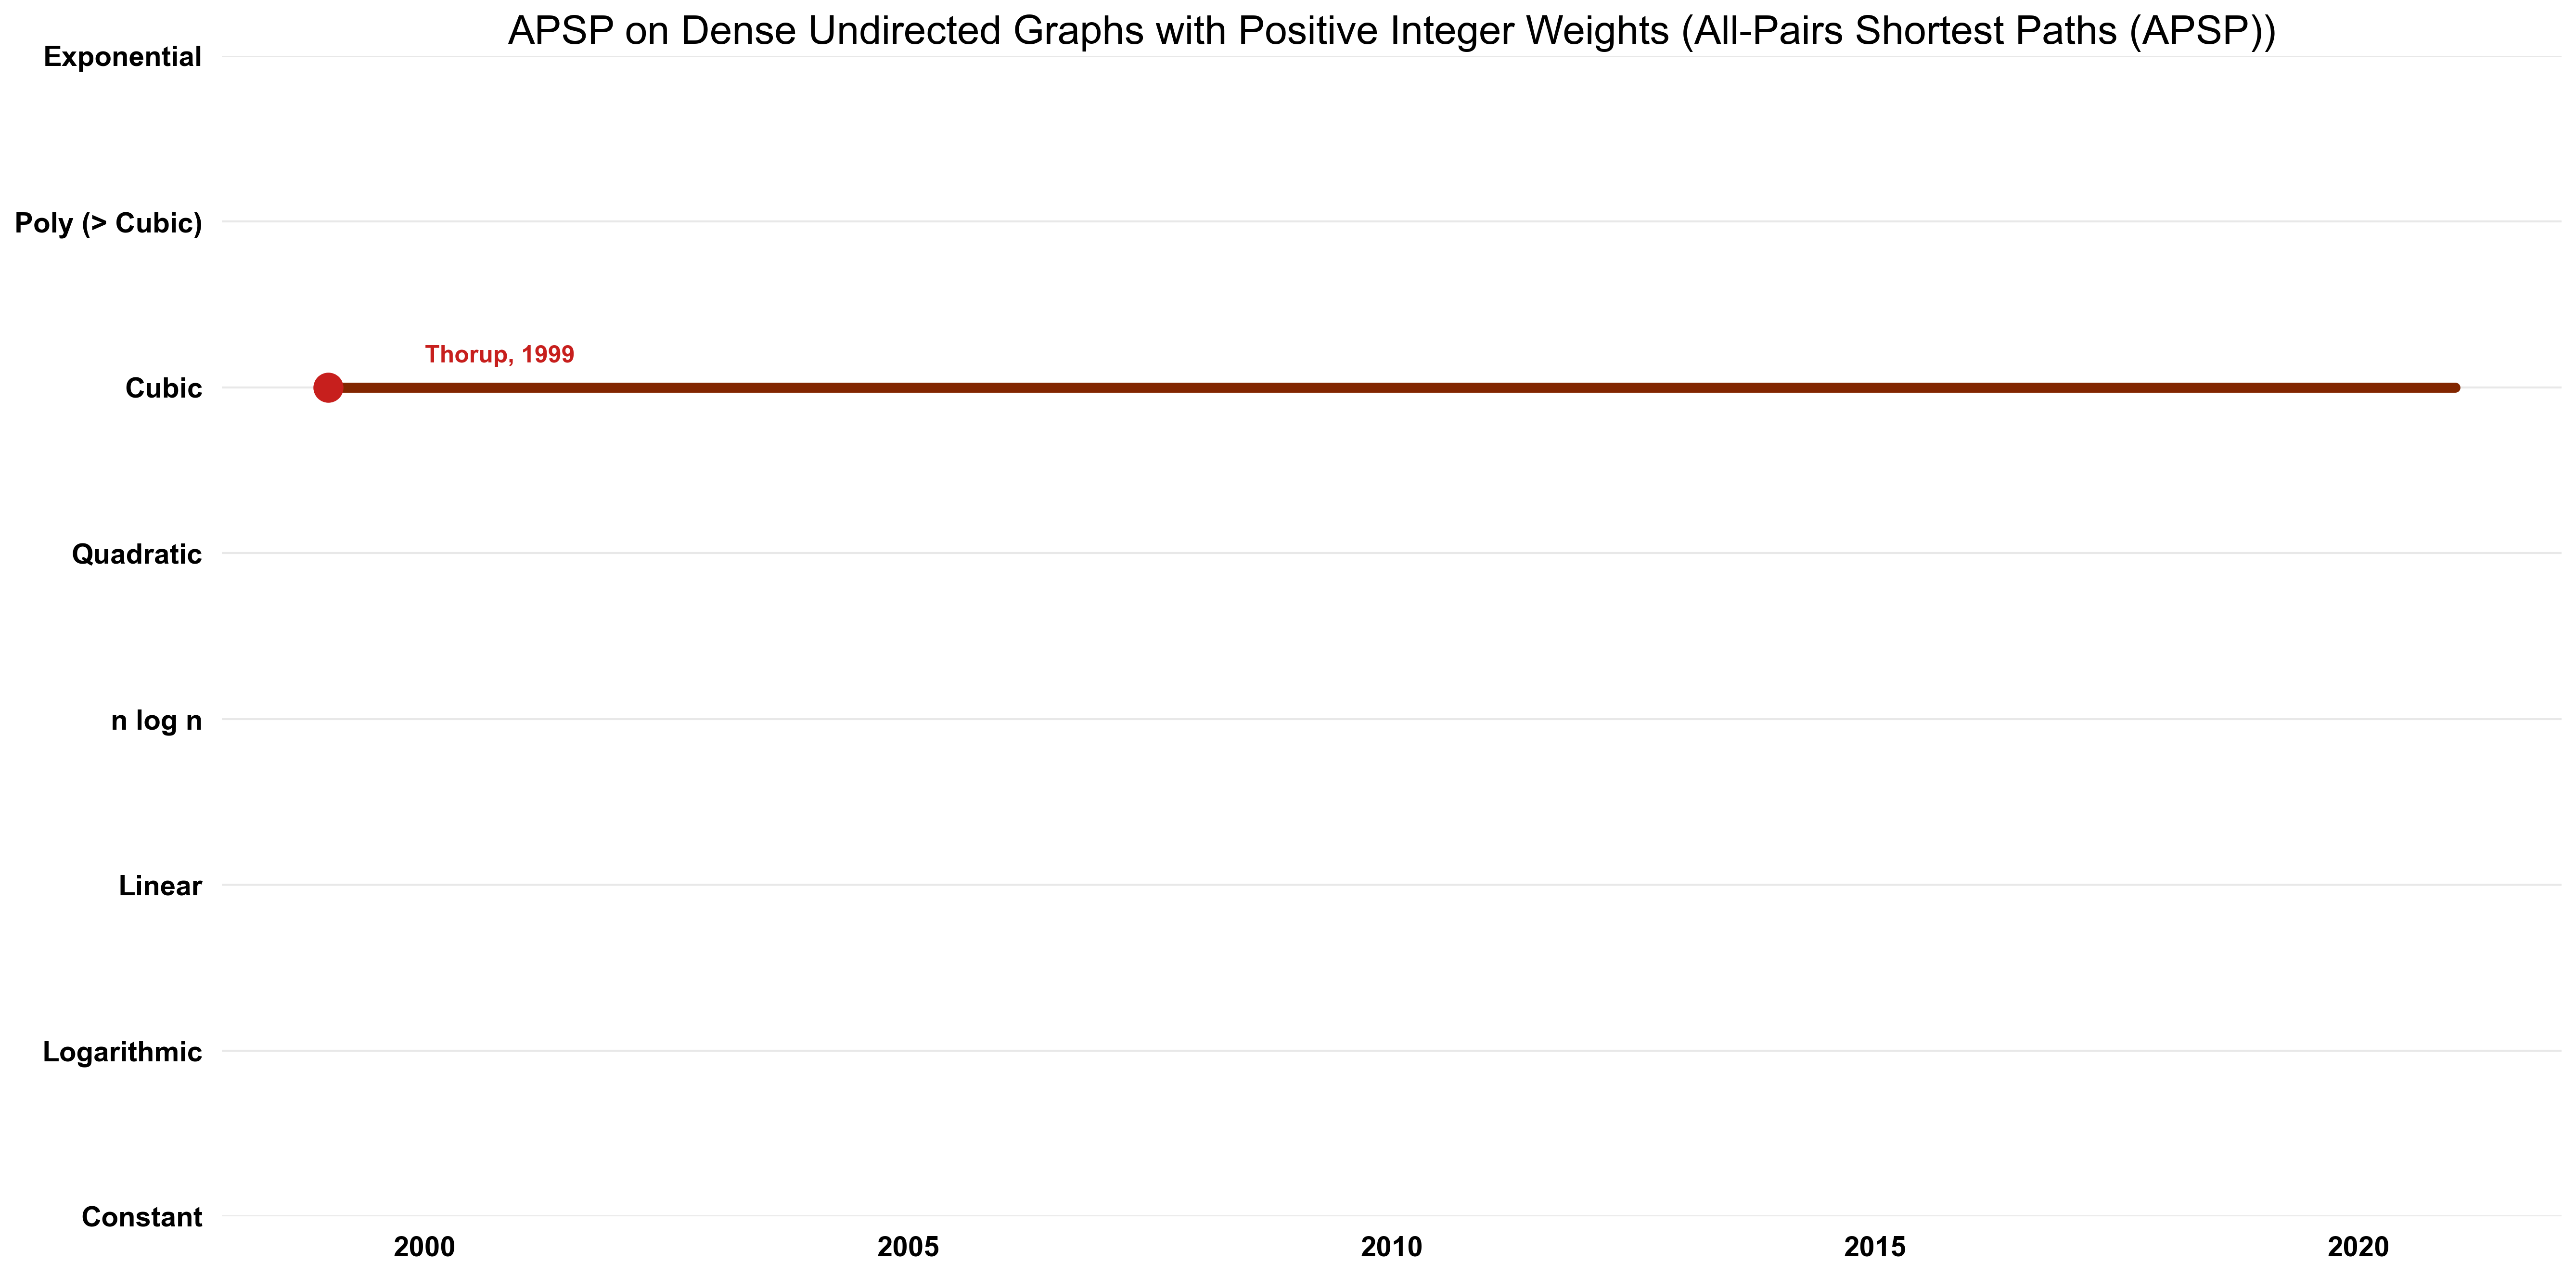 APSP on Dense Undirected Graphs with Positive Integer Weights (All-Pairs Shortest Paths (APSP))
Exponential
Poly (> Cubic)
Thorup, 1999
Cubic
Quadratic
n log n
Linear
Logarithmic
Constant
2000 2005 2010 2015 2020